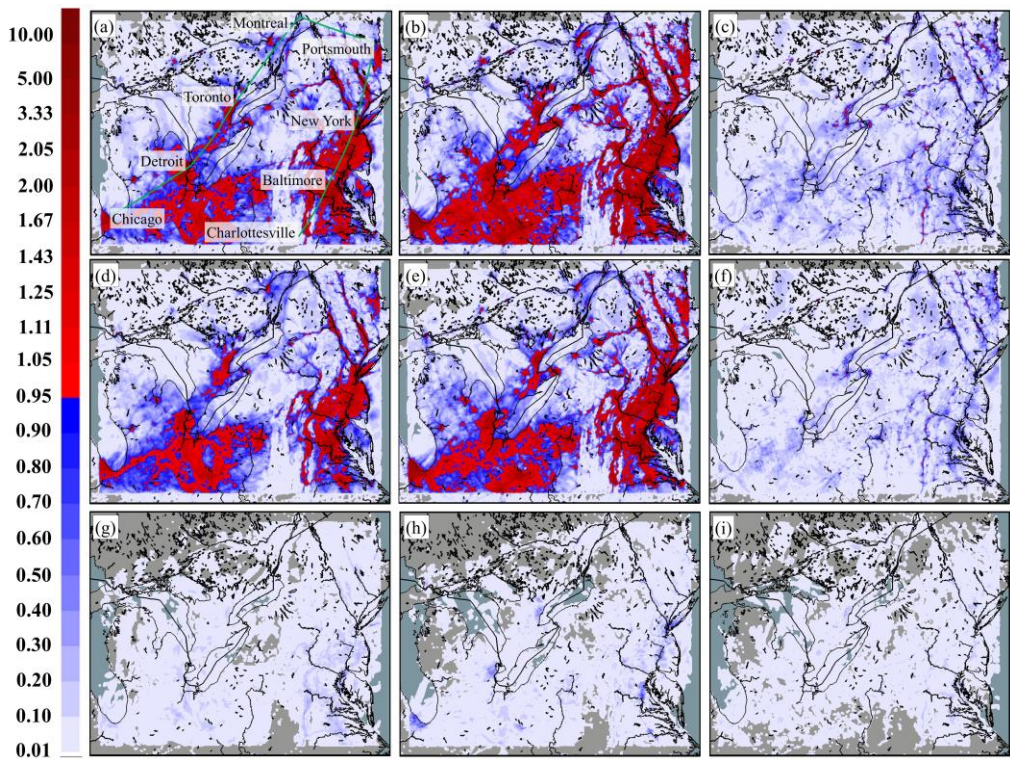 10.00
5.00
3.33
2.05
2.00
1.67
1.43
1.25
1.11
1.05
0.95
0.90
0.80
0.70
0.60
0.50
0.40
0.30
0.20
0.10
0.01
(a)
Montreal
Portsmouth
Toronto
New York
Detroit
Baltimore
Chicago
Charlottesville
(b)
(c)
(d)
(e)
(f)
(g)
(h)
(i)